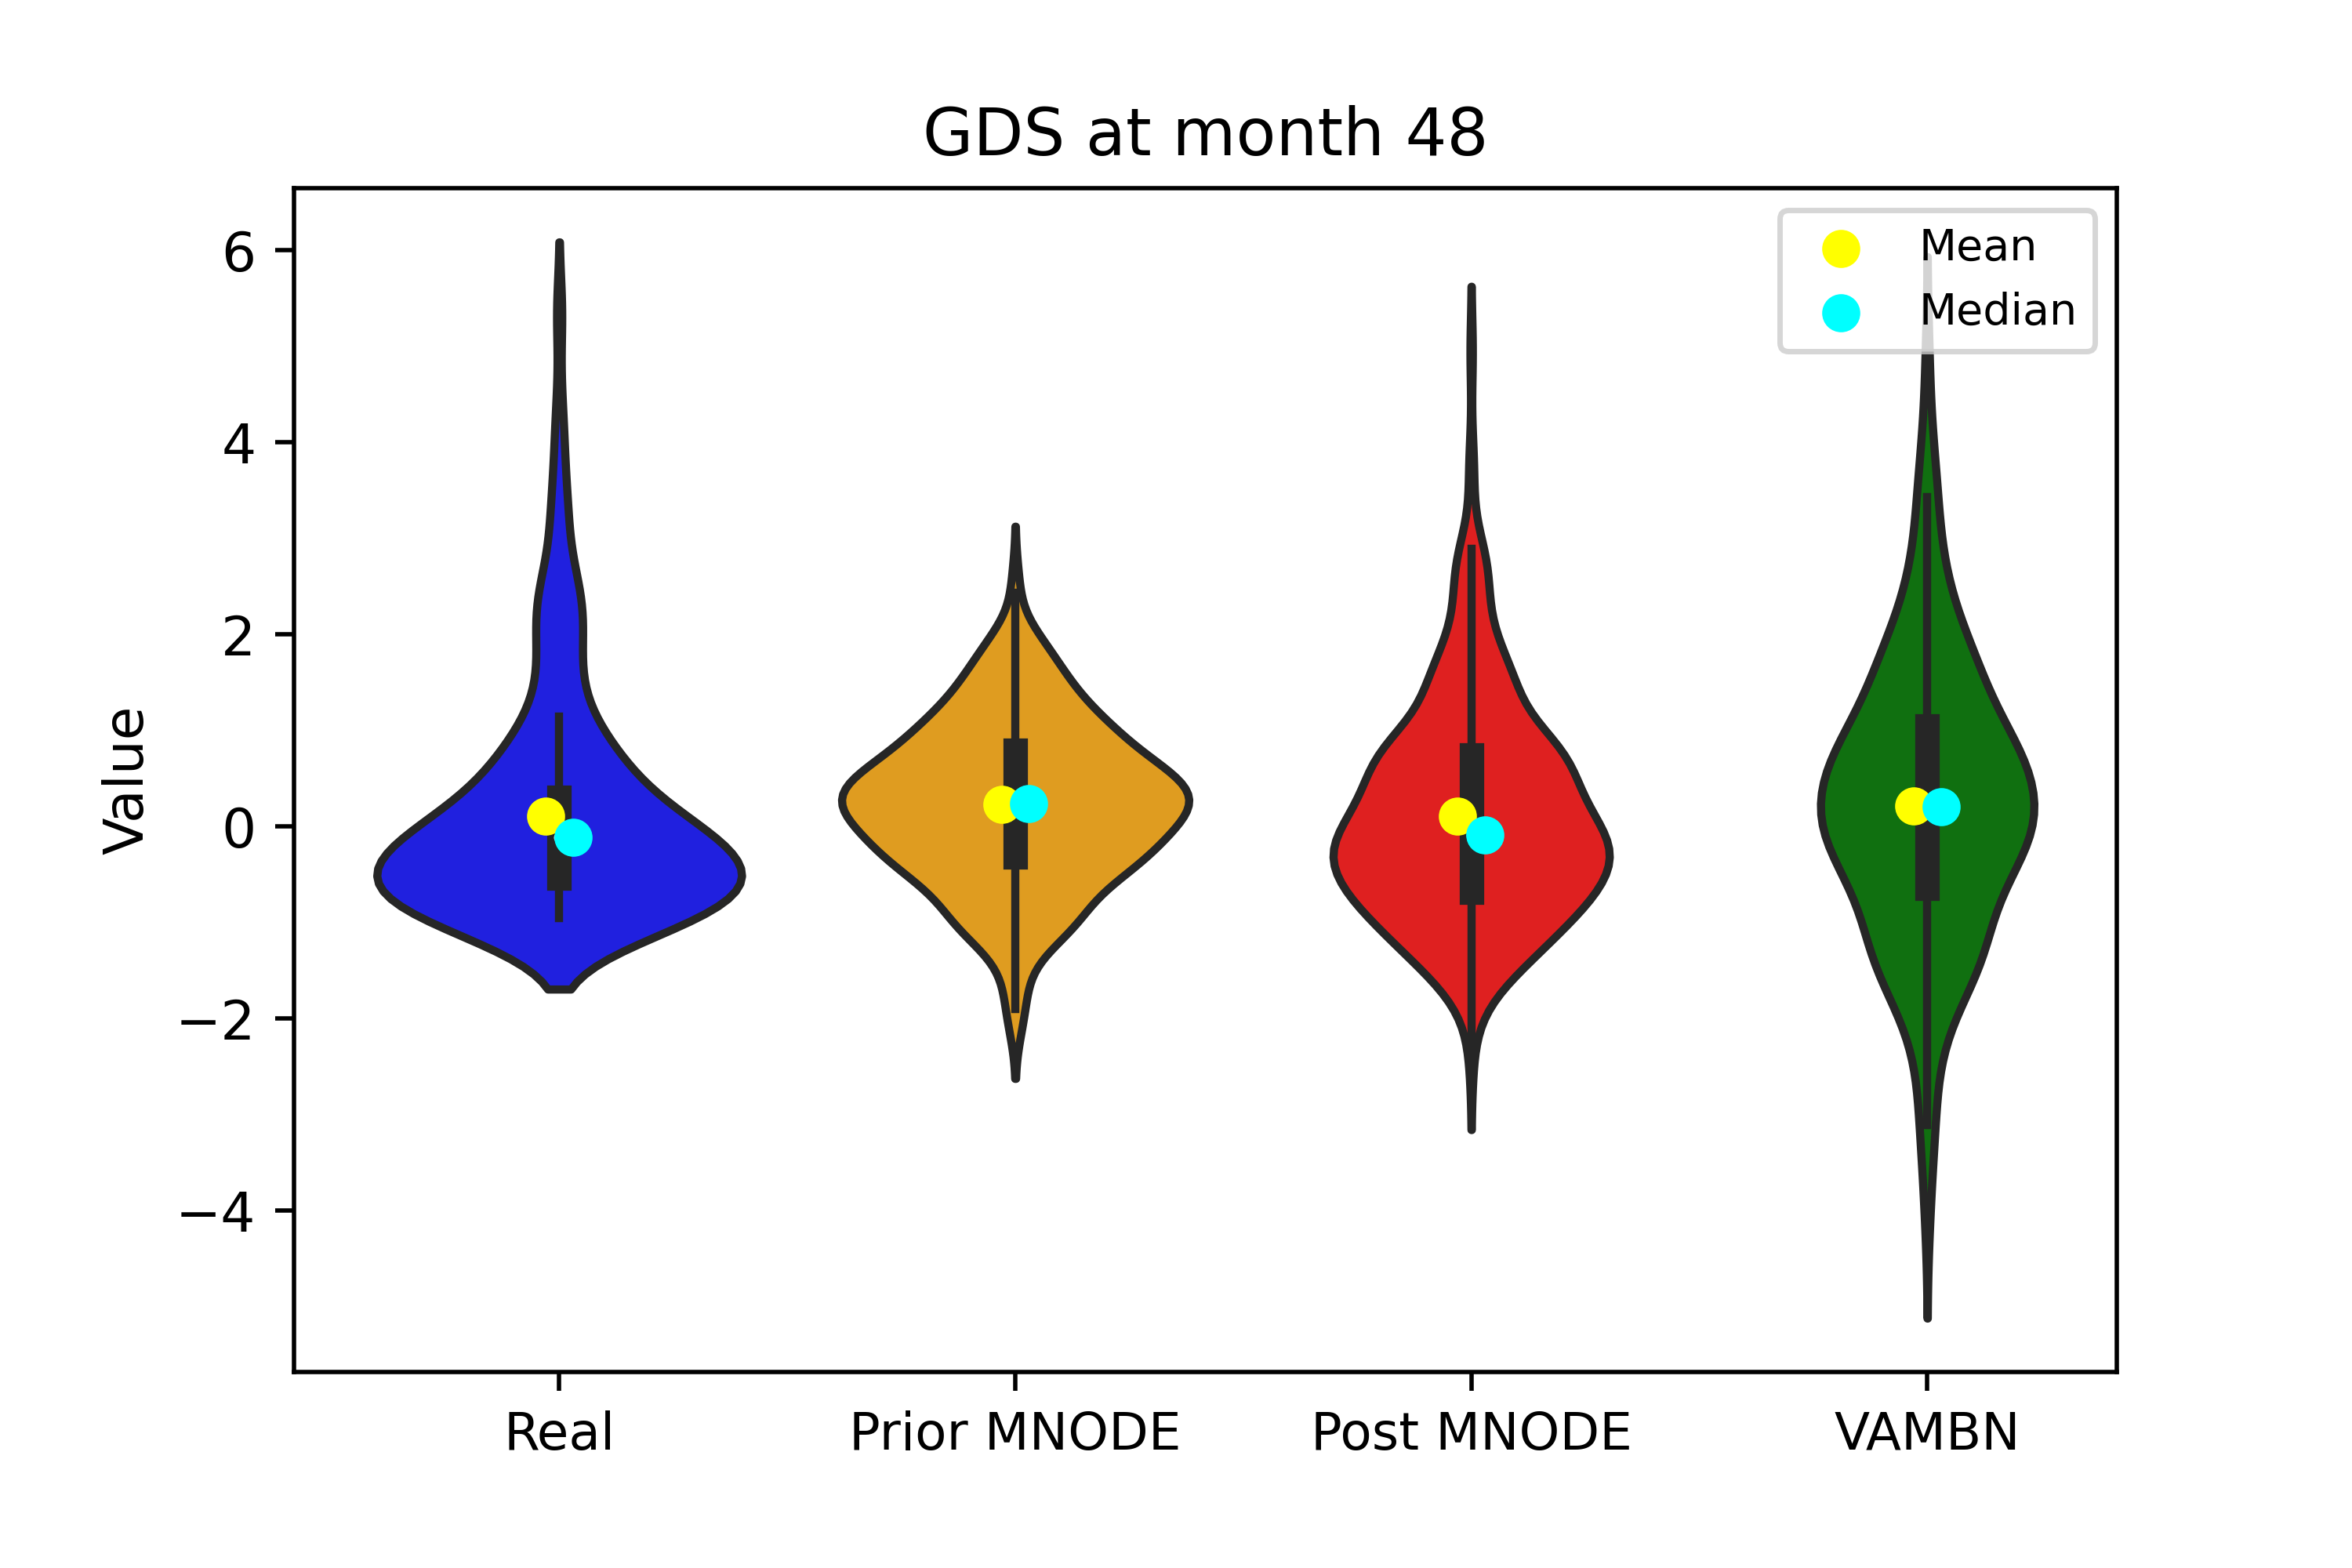 GDS at month 48
Mean
Median
Value
6
4
2
0
−2
−4
Real
Prior MNODE
Post MNODE
VAMBN